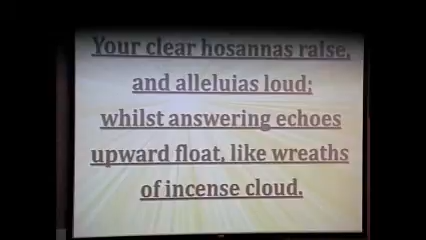 Your clear hosannas raise,
and alleluias loud;
whilst answering echoes
upward float, like wreaths
of incense cloud.